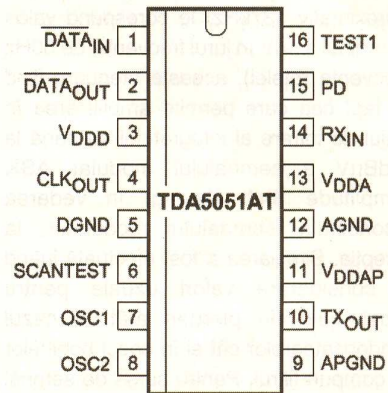 DATA_IN 1 16 TEST1
DATA_OUT 2 15 PD
V_DDD 3 14 RX_IN
CLK_OUT 4 13 V_DDA
TDA5051AT
DGND 5 12 AGND
SCANTEST 6 11 V_DDAP
OSC1 7 10 TX_OUT
OSC2 8 9 APGND